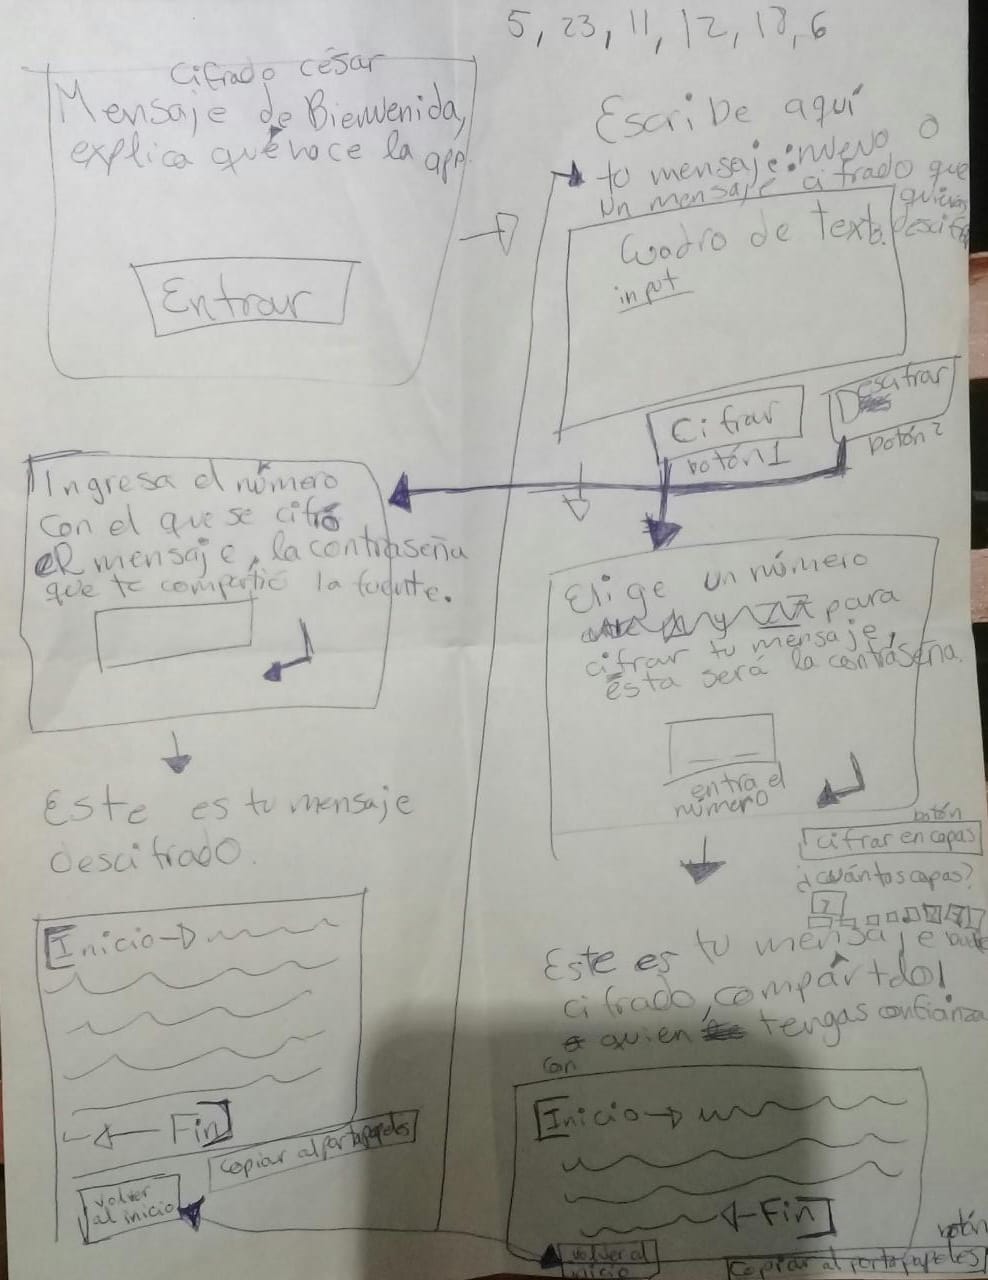 5, 23, 11, 12, 18, 6
Cifrado césar
Mensaje de Bienvenida,
explica qué hace la app.
Entrar
Escribe aquí
tu mensaje: nuevo o
un mensaje cifrado que
quieras
descifrar
Cuadro de texto.
input
Cifrar
botón 1
Descifrar
botón 2
Ingresa el número
con el que se cifró
el mensaje, la contraseña
que te compartió la fuente.
Elige un número
para
cifrar tu mensaje,
ésta será la contraseña.
entra el
número
botón
cifrar en capas
¿cuántas capas?
Este es tu mensaje
descifrado.
Inicio
Fin
Copiar al portapapeles
volver
al inicio
Este es tu mensaje
cifrado, compártelo
con
quien tengas confianza
Inicio
Fin
volver al
inicio
botón
Copiar al portapapeles